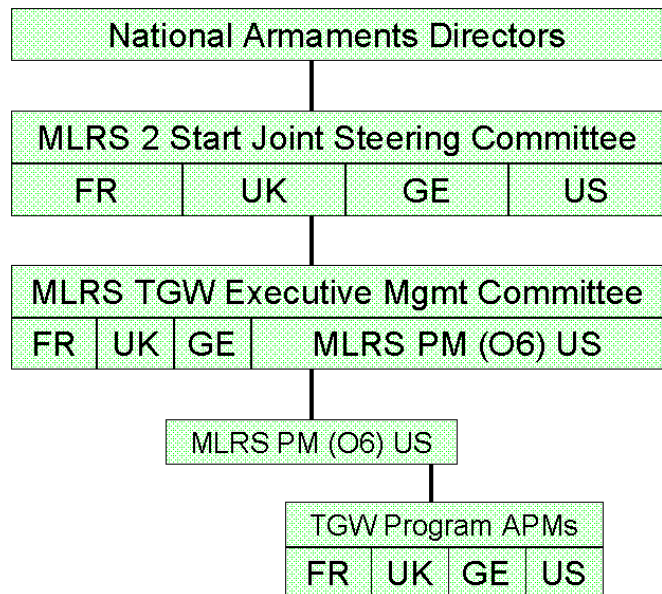 National Armaments Directors
MLRS 2 Start Joint Steering Committee
FR UK GE US
MLRS TGW Executive Mgmt Committee
FR UK GE MLRS PM (O6) US
MLRS PM (O6) US
TGW Program APMs
FR UK GE US